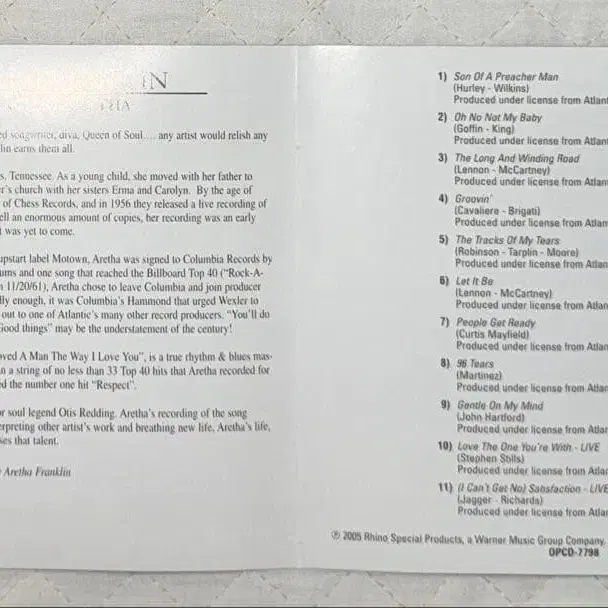 IN
ed songwriter, diva, Queen of Soul.... any artist would relish any
lin earns them all.
s, Tennessee. As a young child, she moved with her father to
er's church with her sisters Erma and Carolyn. By the age of
of Chess Records, and in 1956 they released a live recording of
ell an enormous amount of copies, her recording was an early
t was yet to come.
upstart label Motown, Aretha was signed to Columbia Records by
ums and one song that reached the Billboard Top 40 ("Rock-A-
n 11/20/61), Aretha chose to leave Columbia and join producer
lly enough, it was Columbia's Hammond that urged Wexler to
out to one of Atlantic's many other record producers. "You'll do
Good things" may be the understatement of the century!
oved A Man The Way I Love You", is a true rhythm & blues mas-
n a string of no less than 33 Top 40 hits that Aretha recorded for
ed the number one hit "Respect".
or soul legend Otis Redding. Aretha's recording of the song
erpreting other artist's work and breathing new life, Aretha's life,
ses that talent.
Aretha Franklin
1) Son Of A Preacher Man
(Hurley - Wilkins)
Produced under license from Atlant
2) Oh No Not My Baby
(Goffin - King)
Produced under license from Atlan
3) The Long And Winding Road
(Lennon - McCartney)
Produced under license from Atlan
4) Groovin'
(Cavaliere - Brigati)
Produced under license from Atlan
5) The Tracks Of My Tears
(Robinson - Tarplin - Moore)
Produced under license from Atlan
6) Let It Be
(Lennon - McCartney)
Produced under license from Atlan
7) People Get Ready
(Curtis Mayfield)
Produced under license from Atlan
8) 96 Tears
(Martinez)
Produced under license from Atlan
9) Gentle On My Mind
(John Hartford)
Produced under license from Atlan
10) Love The One You're With - LIVE
(Stephen Stills)
Produced under license from Atlan
11) (I Can't Get No) Satisfaction - LIVE
(Jagger - Richards)
Produced under license from Atlan
℗ 2005 Rhino Special Products, a Warner Music Group Company.
OPCD-7798